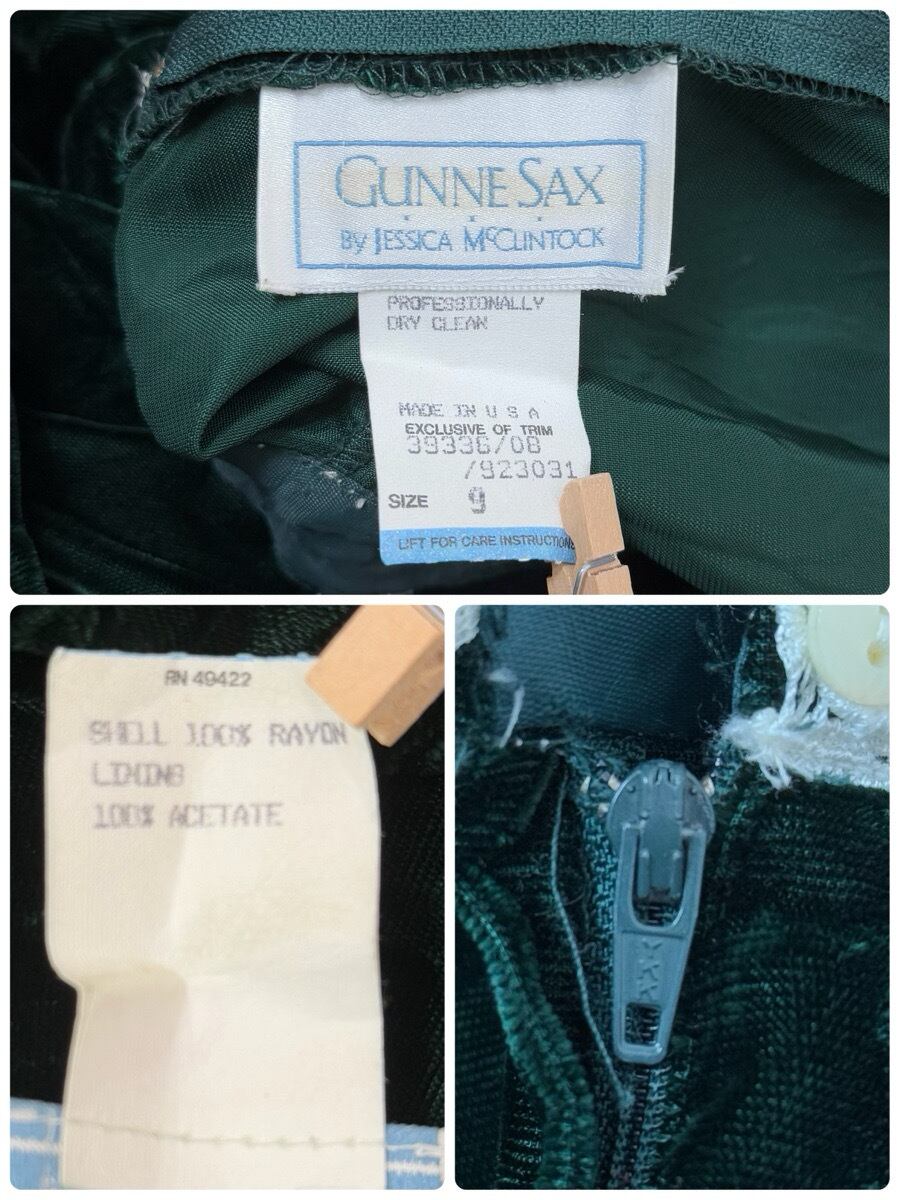 GUNNE SAX
BY JESSICA McCLINTOCK
PROFESSIONALLY
DRY CLEAN
MADE IN U S A
EXCLUSIVE OF TRIM
39336/08
/923031
SIZE 9
LIFT FOR CARE INSTRUCTIONS
RN 49422
SHELL 100% RAYON
LINING
100% ACETATE
YKK